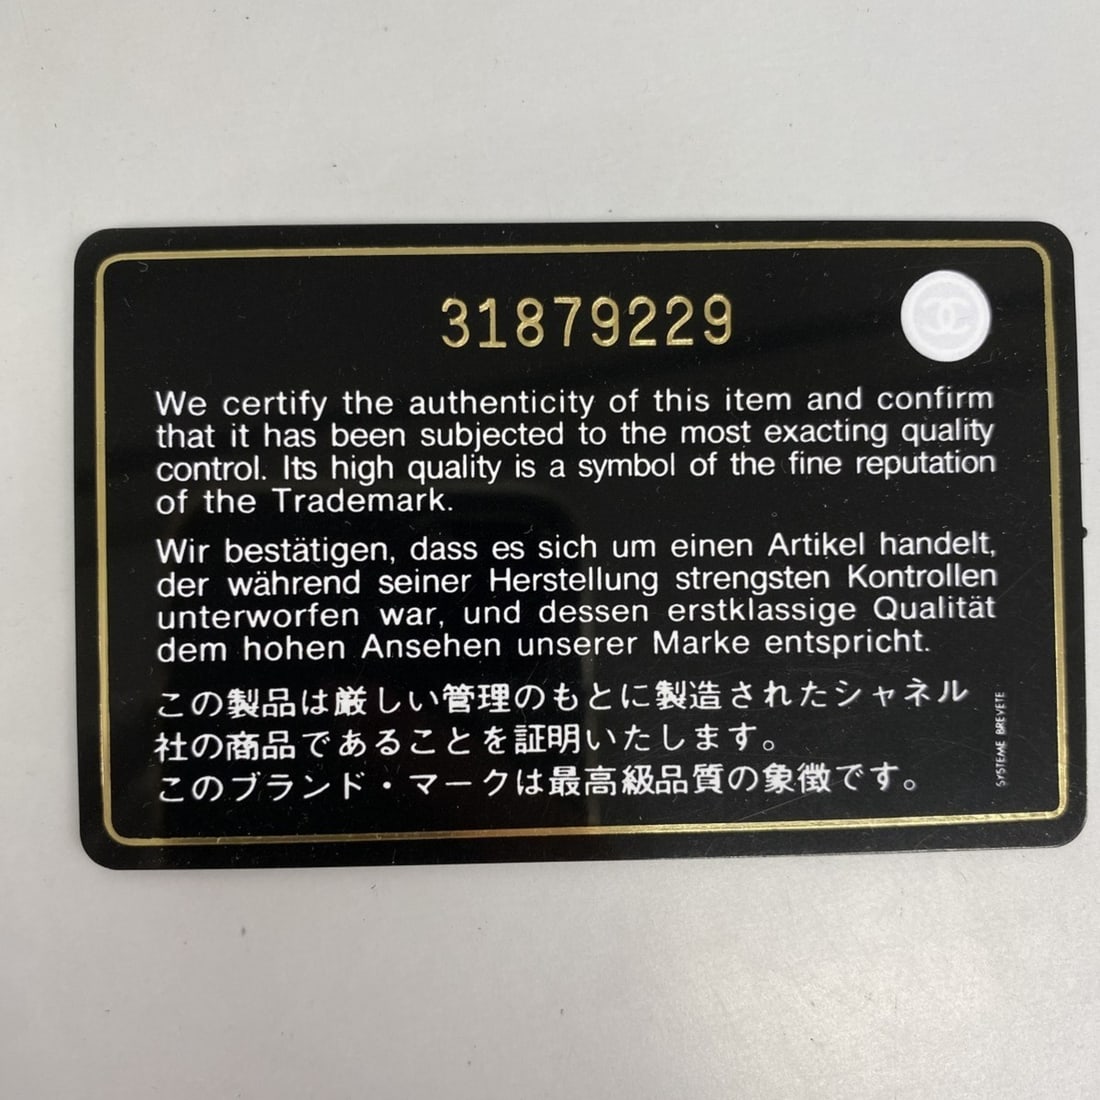 31879229
We certify the authenticity of this item and confirm
that it has been subjected to the most exacting quality
control. Its high quality is a symbol of the fine reputation
of the Trademark.
Wir bestätigen, dass es sich um einen Artikel handelt,
der während seiner Herstellung strengsten Kontrollen
unterworfen war, und dessen erstklassige Qualität
dem hohen Ansehen unserer Marke entspricht.
この製品は厳しい管理のもとに製造されたシャネル
社の商品であることを証明いたします。
このブランド・マークは最高級品質の象徴です。
SYSTEME BREVETE